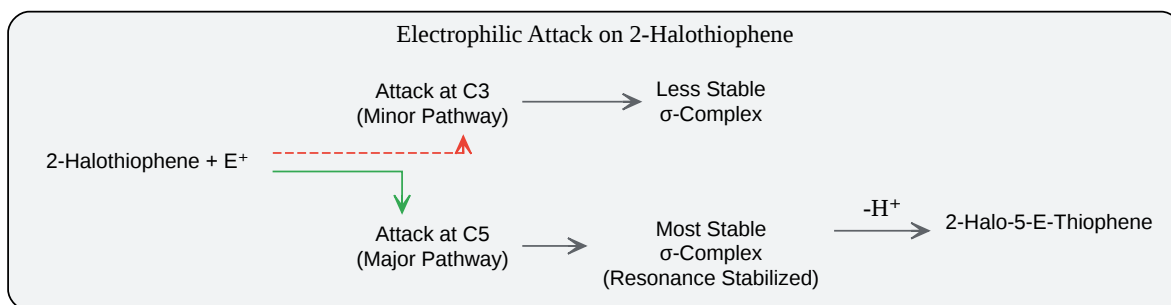 Electrophilic Attack on 2-Halothiophene
Attack at C3
(Minor Pathway)
Less Stable
σ-Complex
2-Halothiophene + E⁺
Attack at C5
(Major Pathway)
Most Stable
σ-Complex
(Resonance Stabilized)
-H⁺
2-Halo-5-E-Thiophene